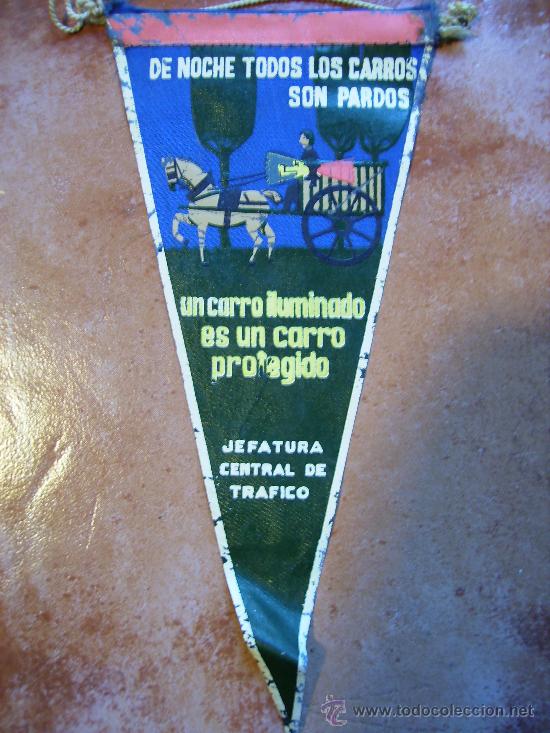 DE NOCHE TODOS LOS CARROS
SON PARDOS
un carro iluminado
es un carro
protegido
JEFATURA
CENTRAL DE
TRAFICO
www.todocoleccion.net